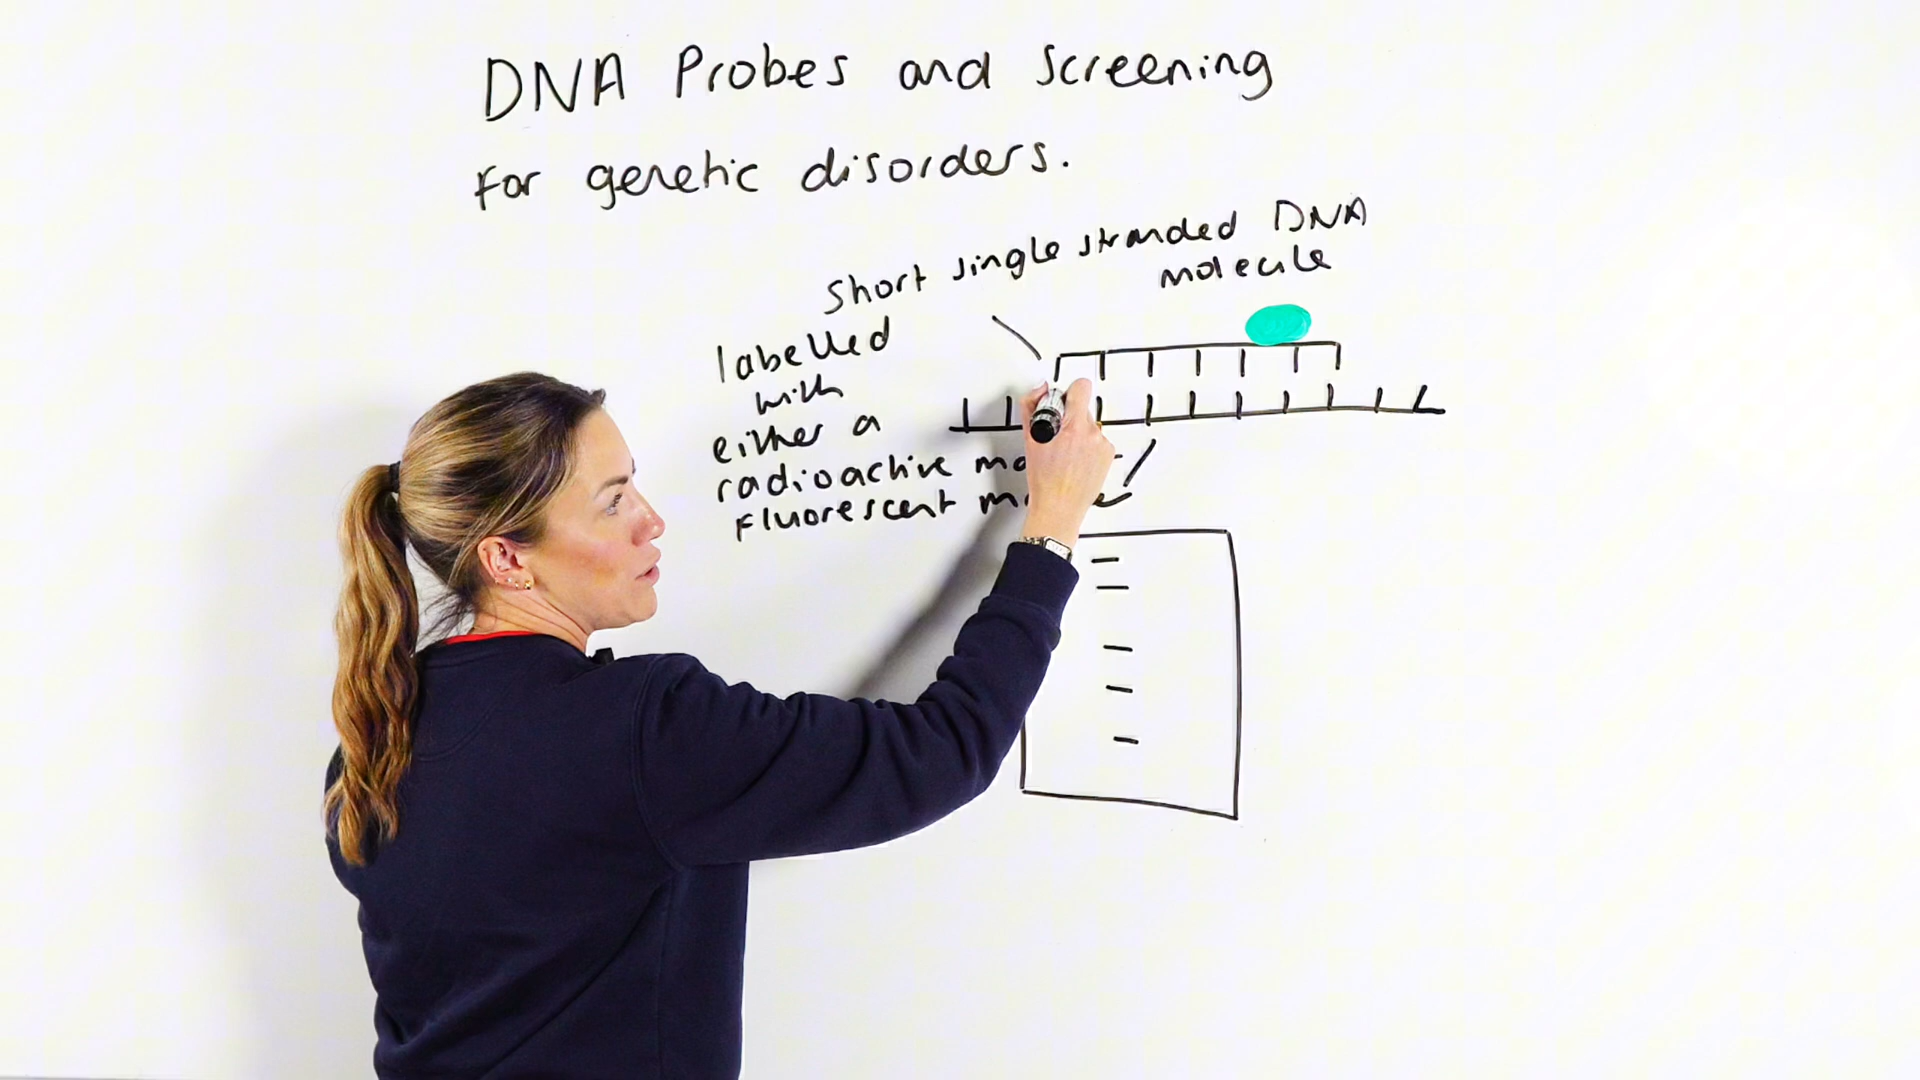 DNA Probes and screening
for genetic disorders.
Short single stranded DNA
molecule
labelled
with
either a
radioactive
fluorescent